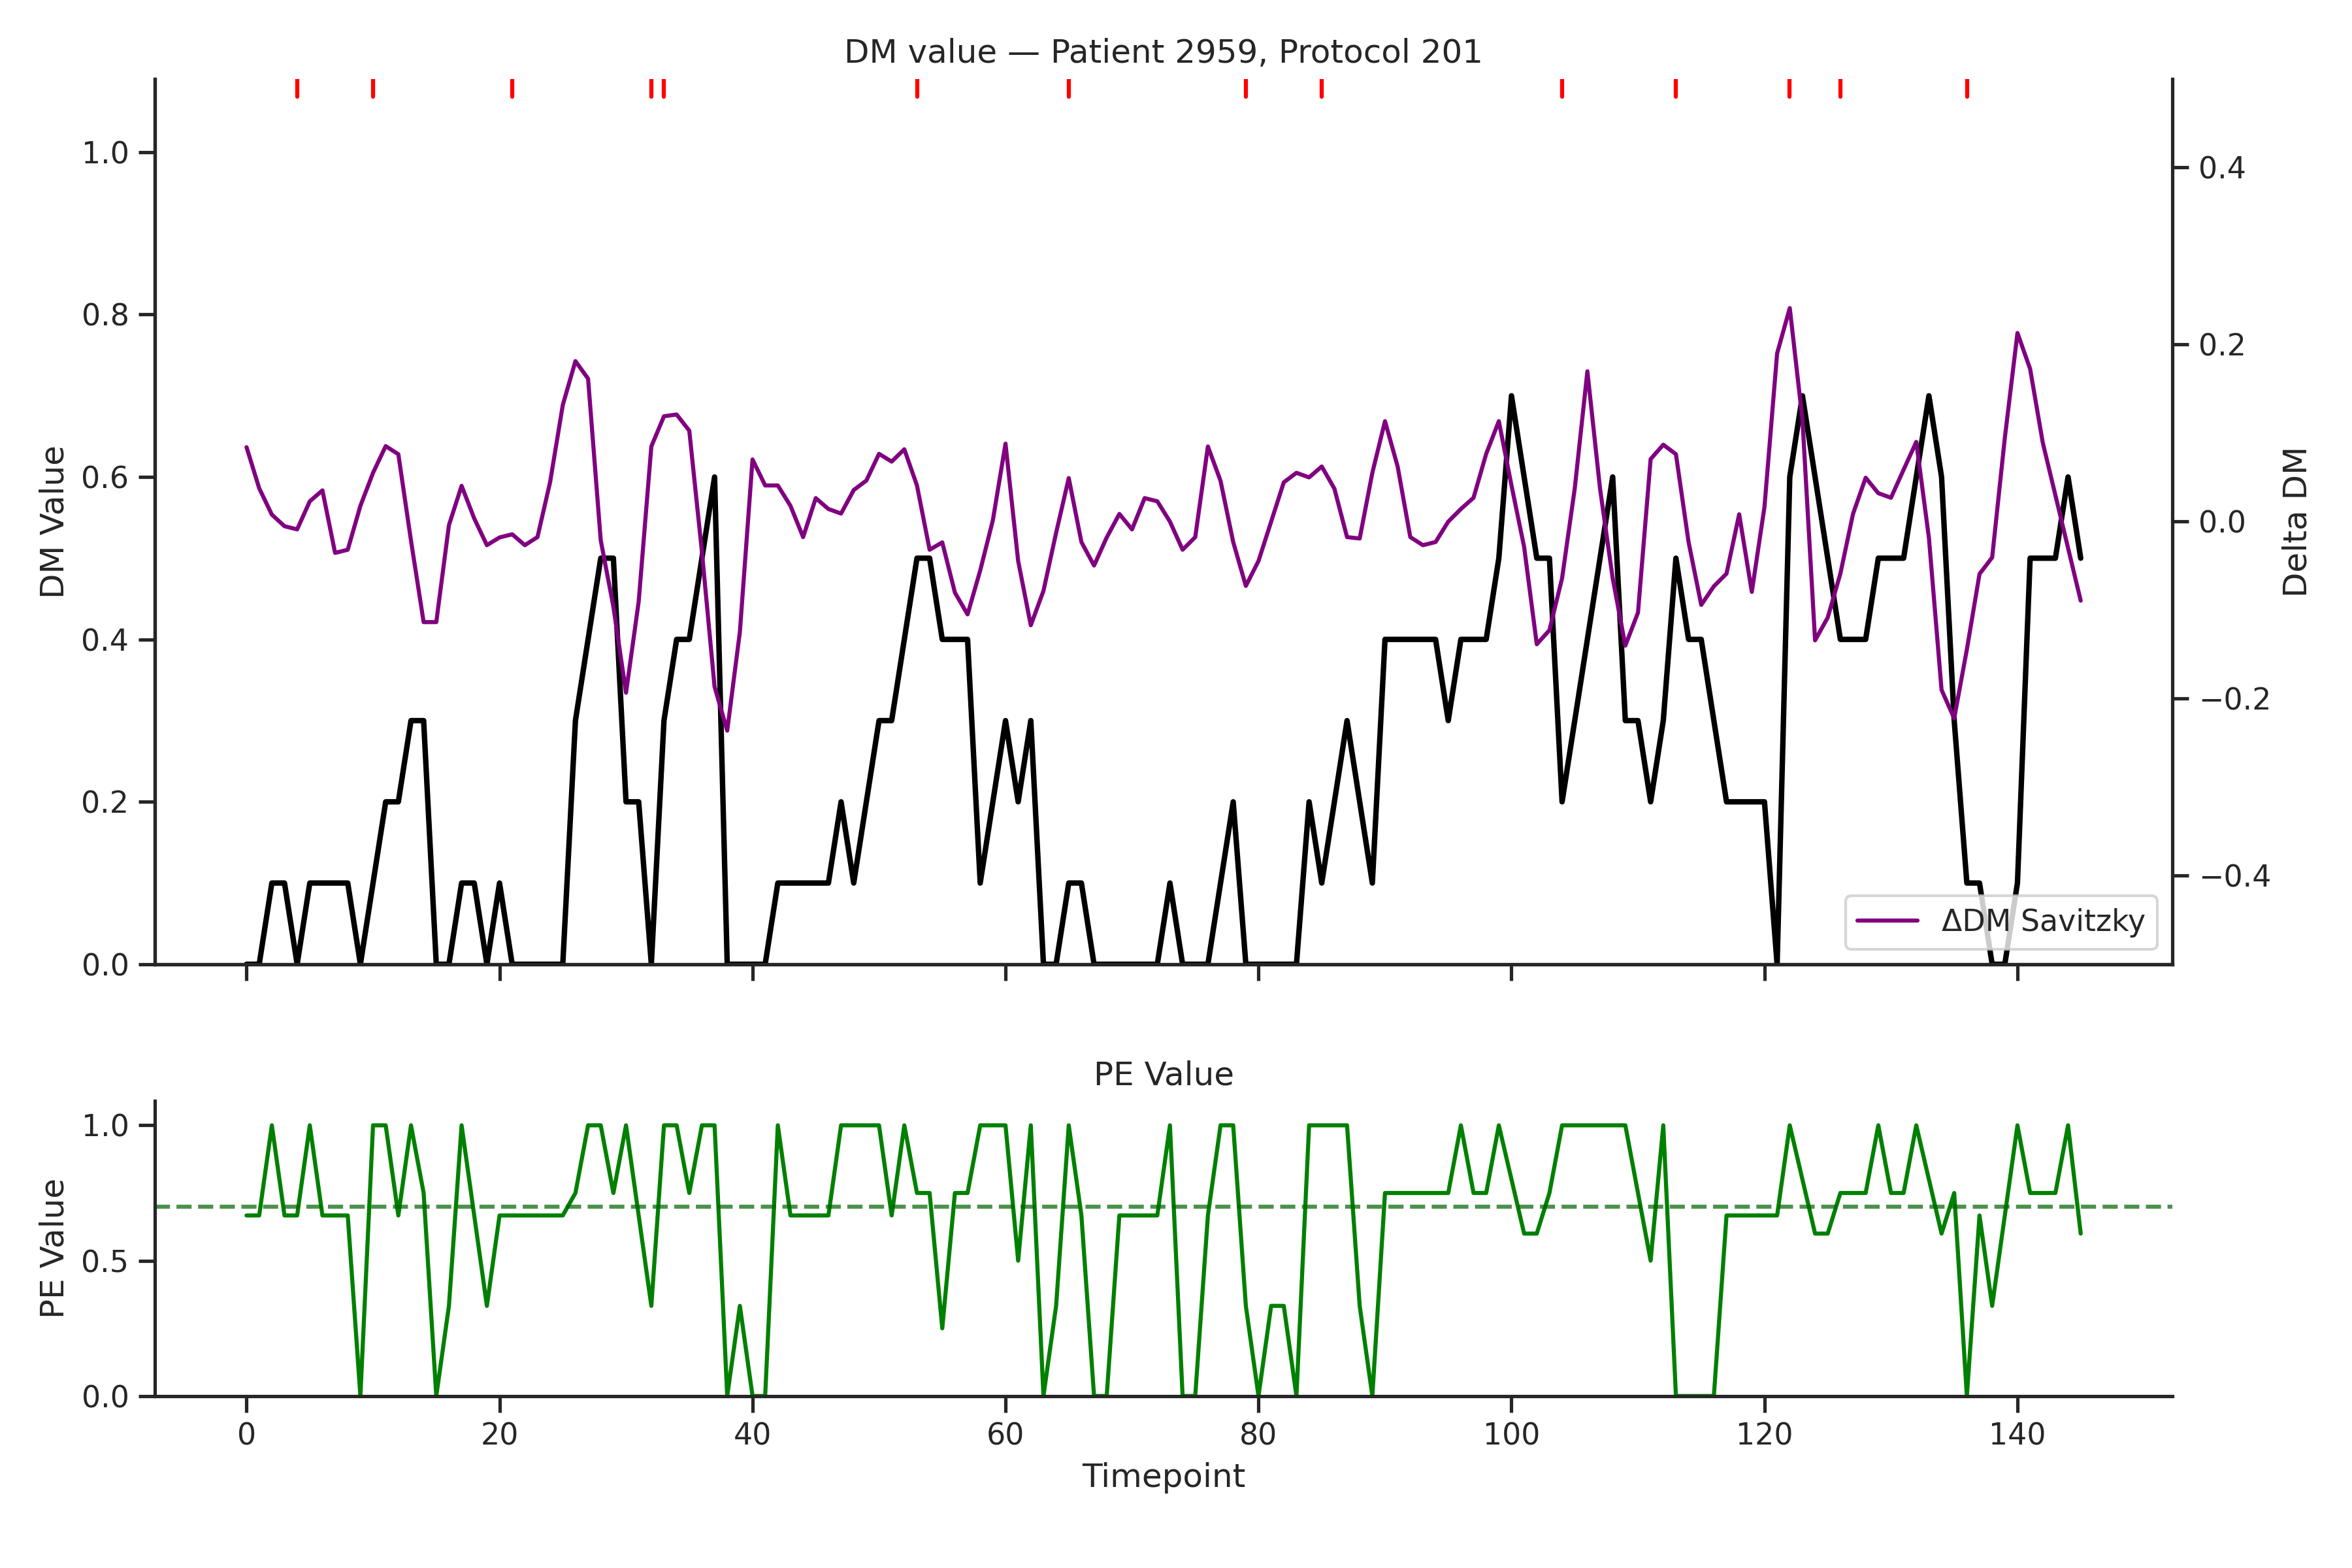 DM value — Patient 2959, Protocol 201
1.0
0.8
0.6
0.4
0.2
0.0
DM Value
0.4
0.2
0.0
−0.2
−0.4
Delta DM
ΔDM Savitzky
PE Value
1.0
0.5
0.0
PE Value
0 20 40 60 80 100 120 140
Timepoint